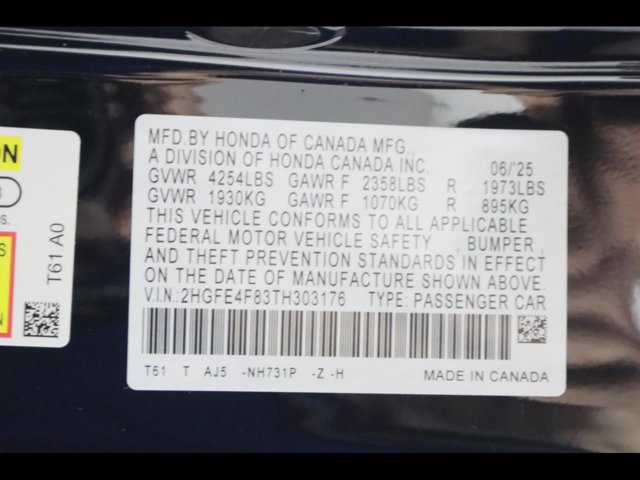 MFD.BY HONDA OF CANADA MFG.,
A DIVISION OF HONDA CANADA INC. 06/'25
GVWR 4254LBS GAWR F 2358LBS R 1973LBS
GVWR 1930KG GAWR F 1070KG R 895KG
THIS VEHICLE CONFORMS TO ALL APPLICABLE
FEDERAL MOTOR VEHICLE SAFETY , BUMPER ,
AND THEFT PREVENTION STANDARDS IN EFFECT
ON THE DATE OF MANUFACTURE SHOWN ABOVE.
V.I.N.:2HGFE4F83TH303176 TYPE: PASSENGER CAR
T61 T AJ5 -NH731P -Z -H MADE IN CANADA
T61 A0